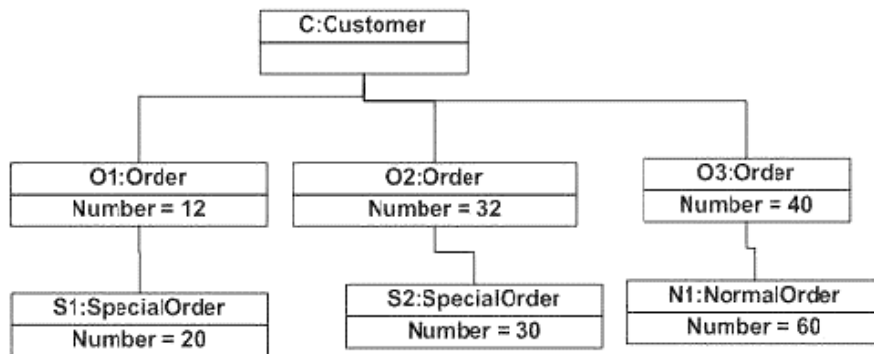 C:Customer
O1:Order
Number = 12
O2:Order
Number = 32
O3:Order
Number = 40
S1:SpecialOrder
Number = 20
S2:SpecialOrder
Number = 30
N1:NormalOrder
Number = 60